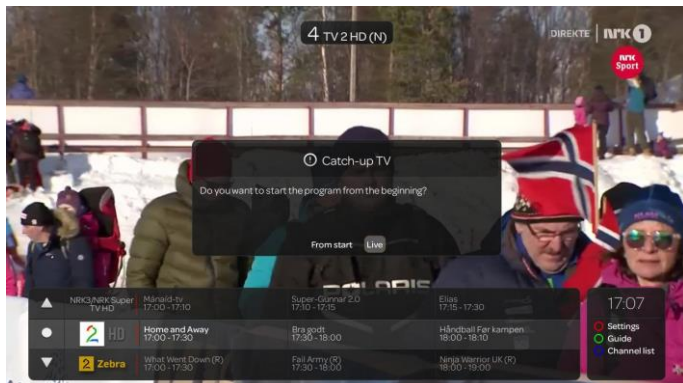 4 TV 2 HD (N)
DIREKTE NRK 1
NRK
Sport
Catch-up TV
Do you want to start the program from the beginning?
From start Live
POLARIS
NRK3/NRK Super
TV HD
Mánáid-tv
17:00 - 17:10
Super-Gunnar 2.0
17:10 - 17:15
Elias
17:15 - 17:30
17:07
2 HD
Home and Away
17:00 - 17:30
Bra godt
17:30 - 18:00
Håndball Før kampen
18:00 - 18:10
Settings
Guide
Channel list
2 Zebra
What Went Down (R)
17:00 - 17:30
Fail Army (R)
17:30 - 18:00
Ninja Warrior UK (R)
18:00 - 19:00